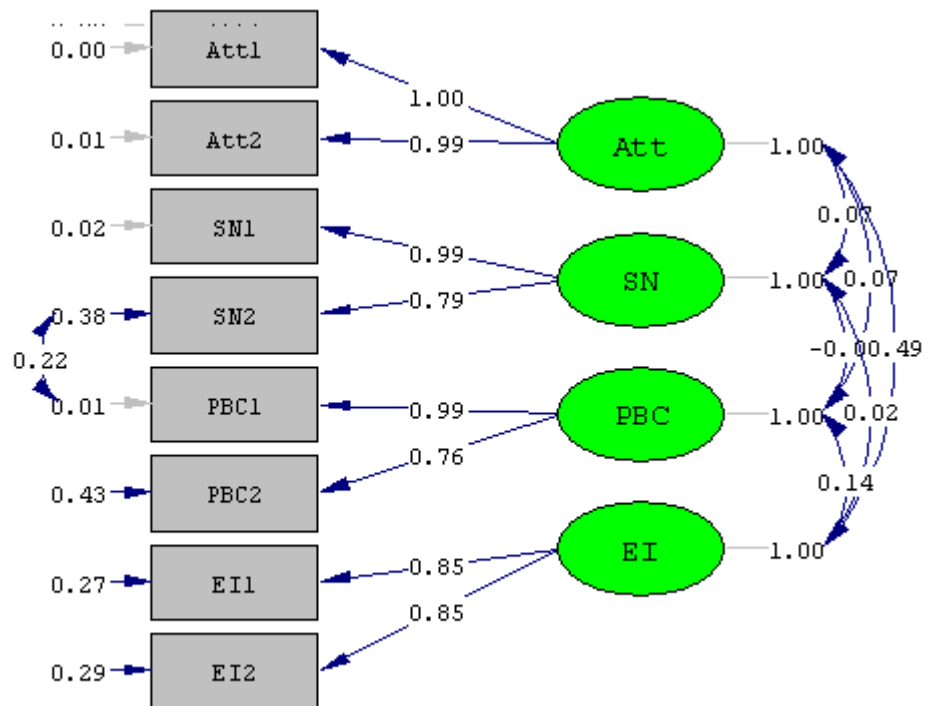 0.00 Att1
1.00
0.01 Att2 0.99 Att 1.00
0.07
0.02 SN1
0.99
SN 1.00 0.07
0.38 SN2 0.79
0.22
-0.0 0.49
0.01 PBC1 0.99 PBC 1.00 0.02
0.76
0.43 PBC2 0.14
EI 1.00
0.27 EI1 0.85
0.85
0.29 EI2